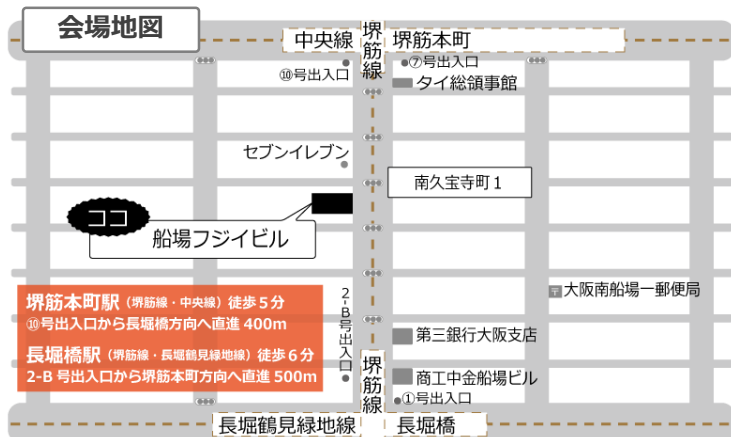 会場地図
中央線
堺筋線
堺筋本町
⑩号出入口
⑦号出入口
タイ総領事館
セブンイレブン
南久宝寺町1
ココ
船場フジイビル
〒大阪南船場一郵便局
堺筋本町駅（堺筋線・中央線）徒歩５分
⑩号出入口から長堀橋方向へ直進 400m
長堀橋駅（堺筋線・長堀鶴見緑地線）徒歩６分
2-B 号出入口から堺筋本町方向へ直進 500m
2-B号出入口
第三銀行大阪支店
商工中金船場ビル
①号出入口
堺筋線
長堀鶴見緑地線
長堀橋